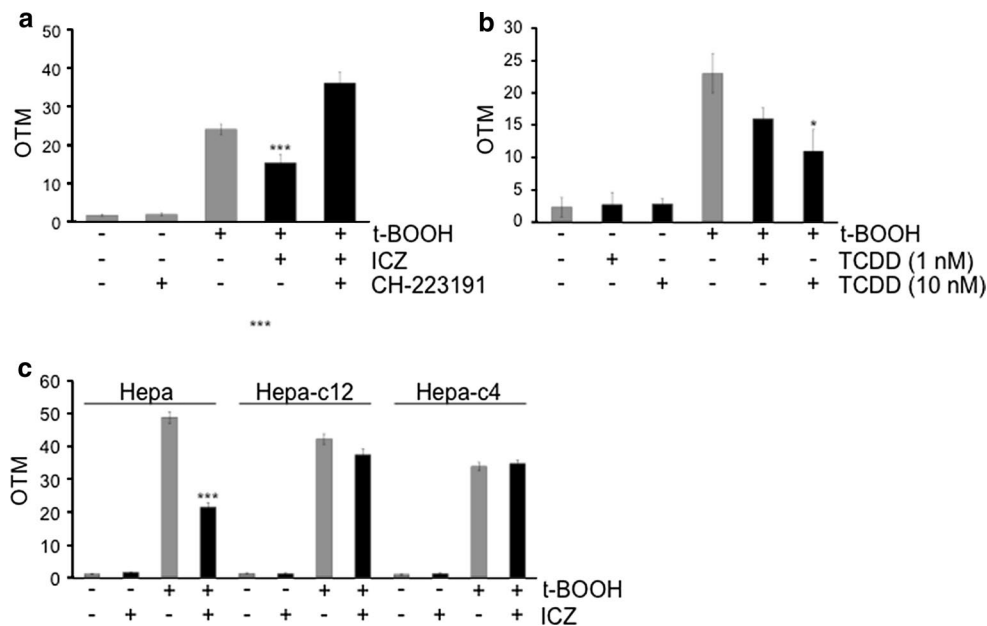 a
50
40
30
20
10
0
OTM
***
- - + + + t-BOOH
- - - + + ICZ
- + - - + CH-223191
***
b
30
25
20
15
10
5
0
OTM
*
- - - + + + t-BOOH
- + - - + - TCDD (1 nM)
- - + - - + TCDD (10 nM)
c
60
50
40
30
20
10
0
OTM
Hepa Hepa-c12 Hepa-c4
***
- - + + - - + + - - + + t-BOOH
- + - + - + - + - + - + ICZ